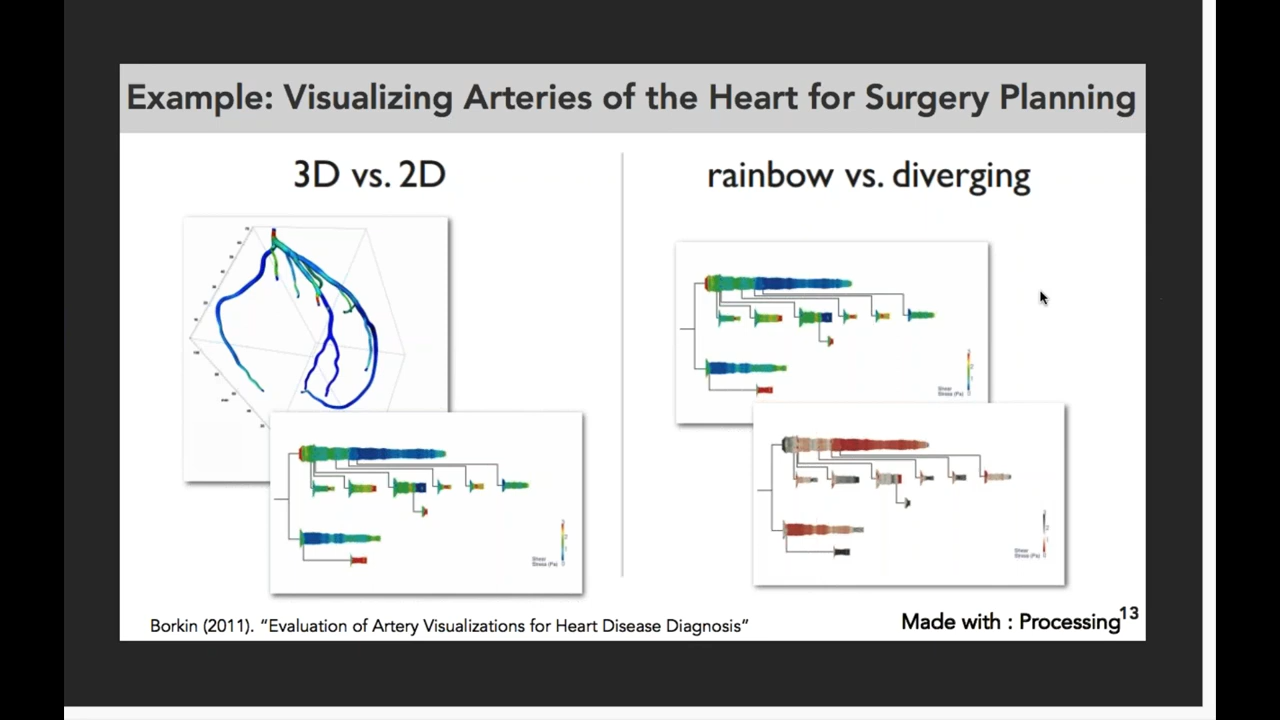 Example: Visualizing Arteries of the Heart for Surgery Planning
3D vs. 2D
rainbow vs. diverging
Shear
Stress (Pa)
Shear
Stress (Pa)
Shear
Stress (Pa)
Borkin (2011). “Evaluation of Artery Visualizations for Heart Disease Diagnosis”
Made with : Processing
13